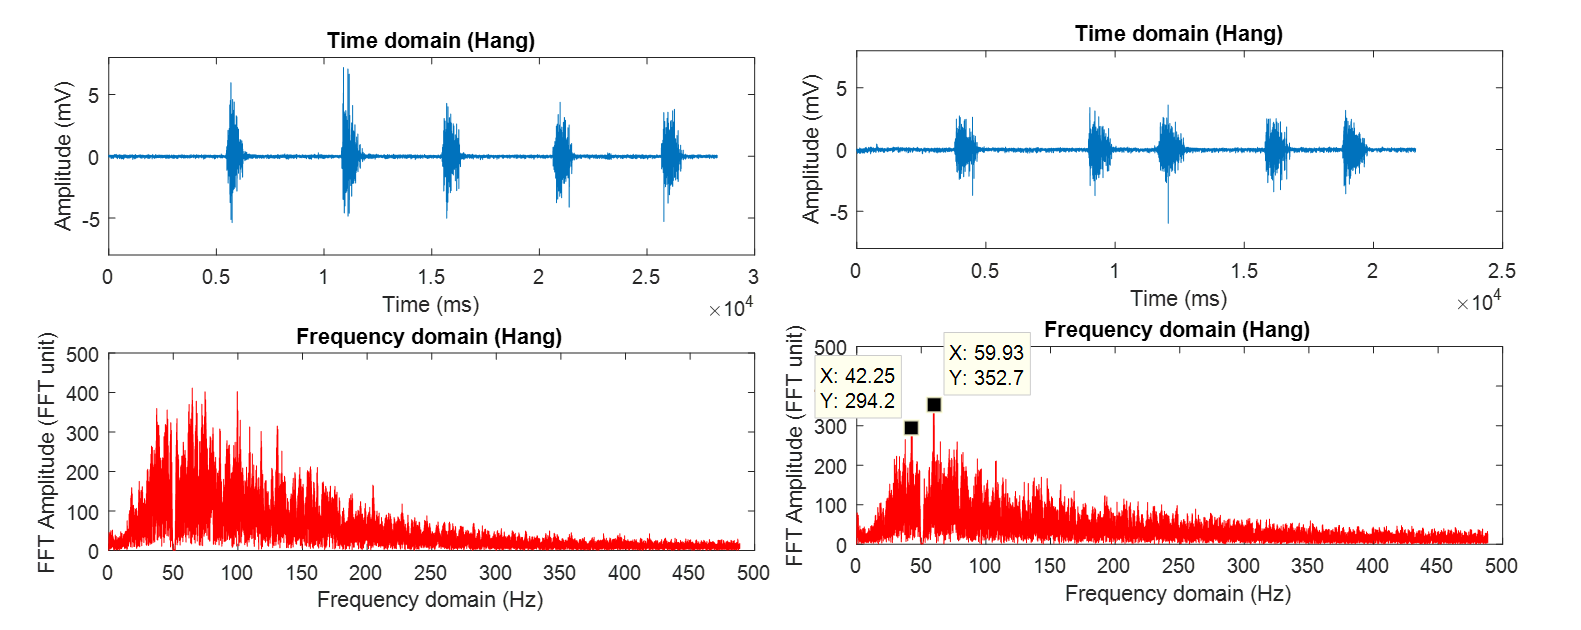 Time domain (Hang)
Amplitude (mV)
5
0
-5
0 0.5 1 1.5 2 2.5 3
×10⁴
Time (ms)
Time domain (Hang)
Amplitude (mV)
5
0
-5
0 0.5 1 1.5 2 2.5
×10⁴
Time (ms)
Frequency domain (Hang)
FFT Amplitude (FFT unit)
500
400
300
200
100
0
0 50 100 150 200 250 300 350 400 450 500
Frequency domain (Hz)
Frequency domain (Hang)
FFT Amplitude (FFT unit)
500
X: 59.93
Y: 352.7
X: 42.25
Y: 294.2
300
200
100
0
0 50 100 150 200 250 300 350 400 450 500
Frequency domain (Hz)